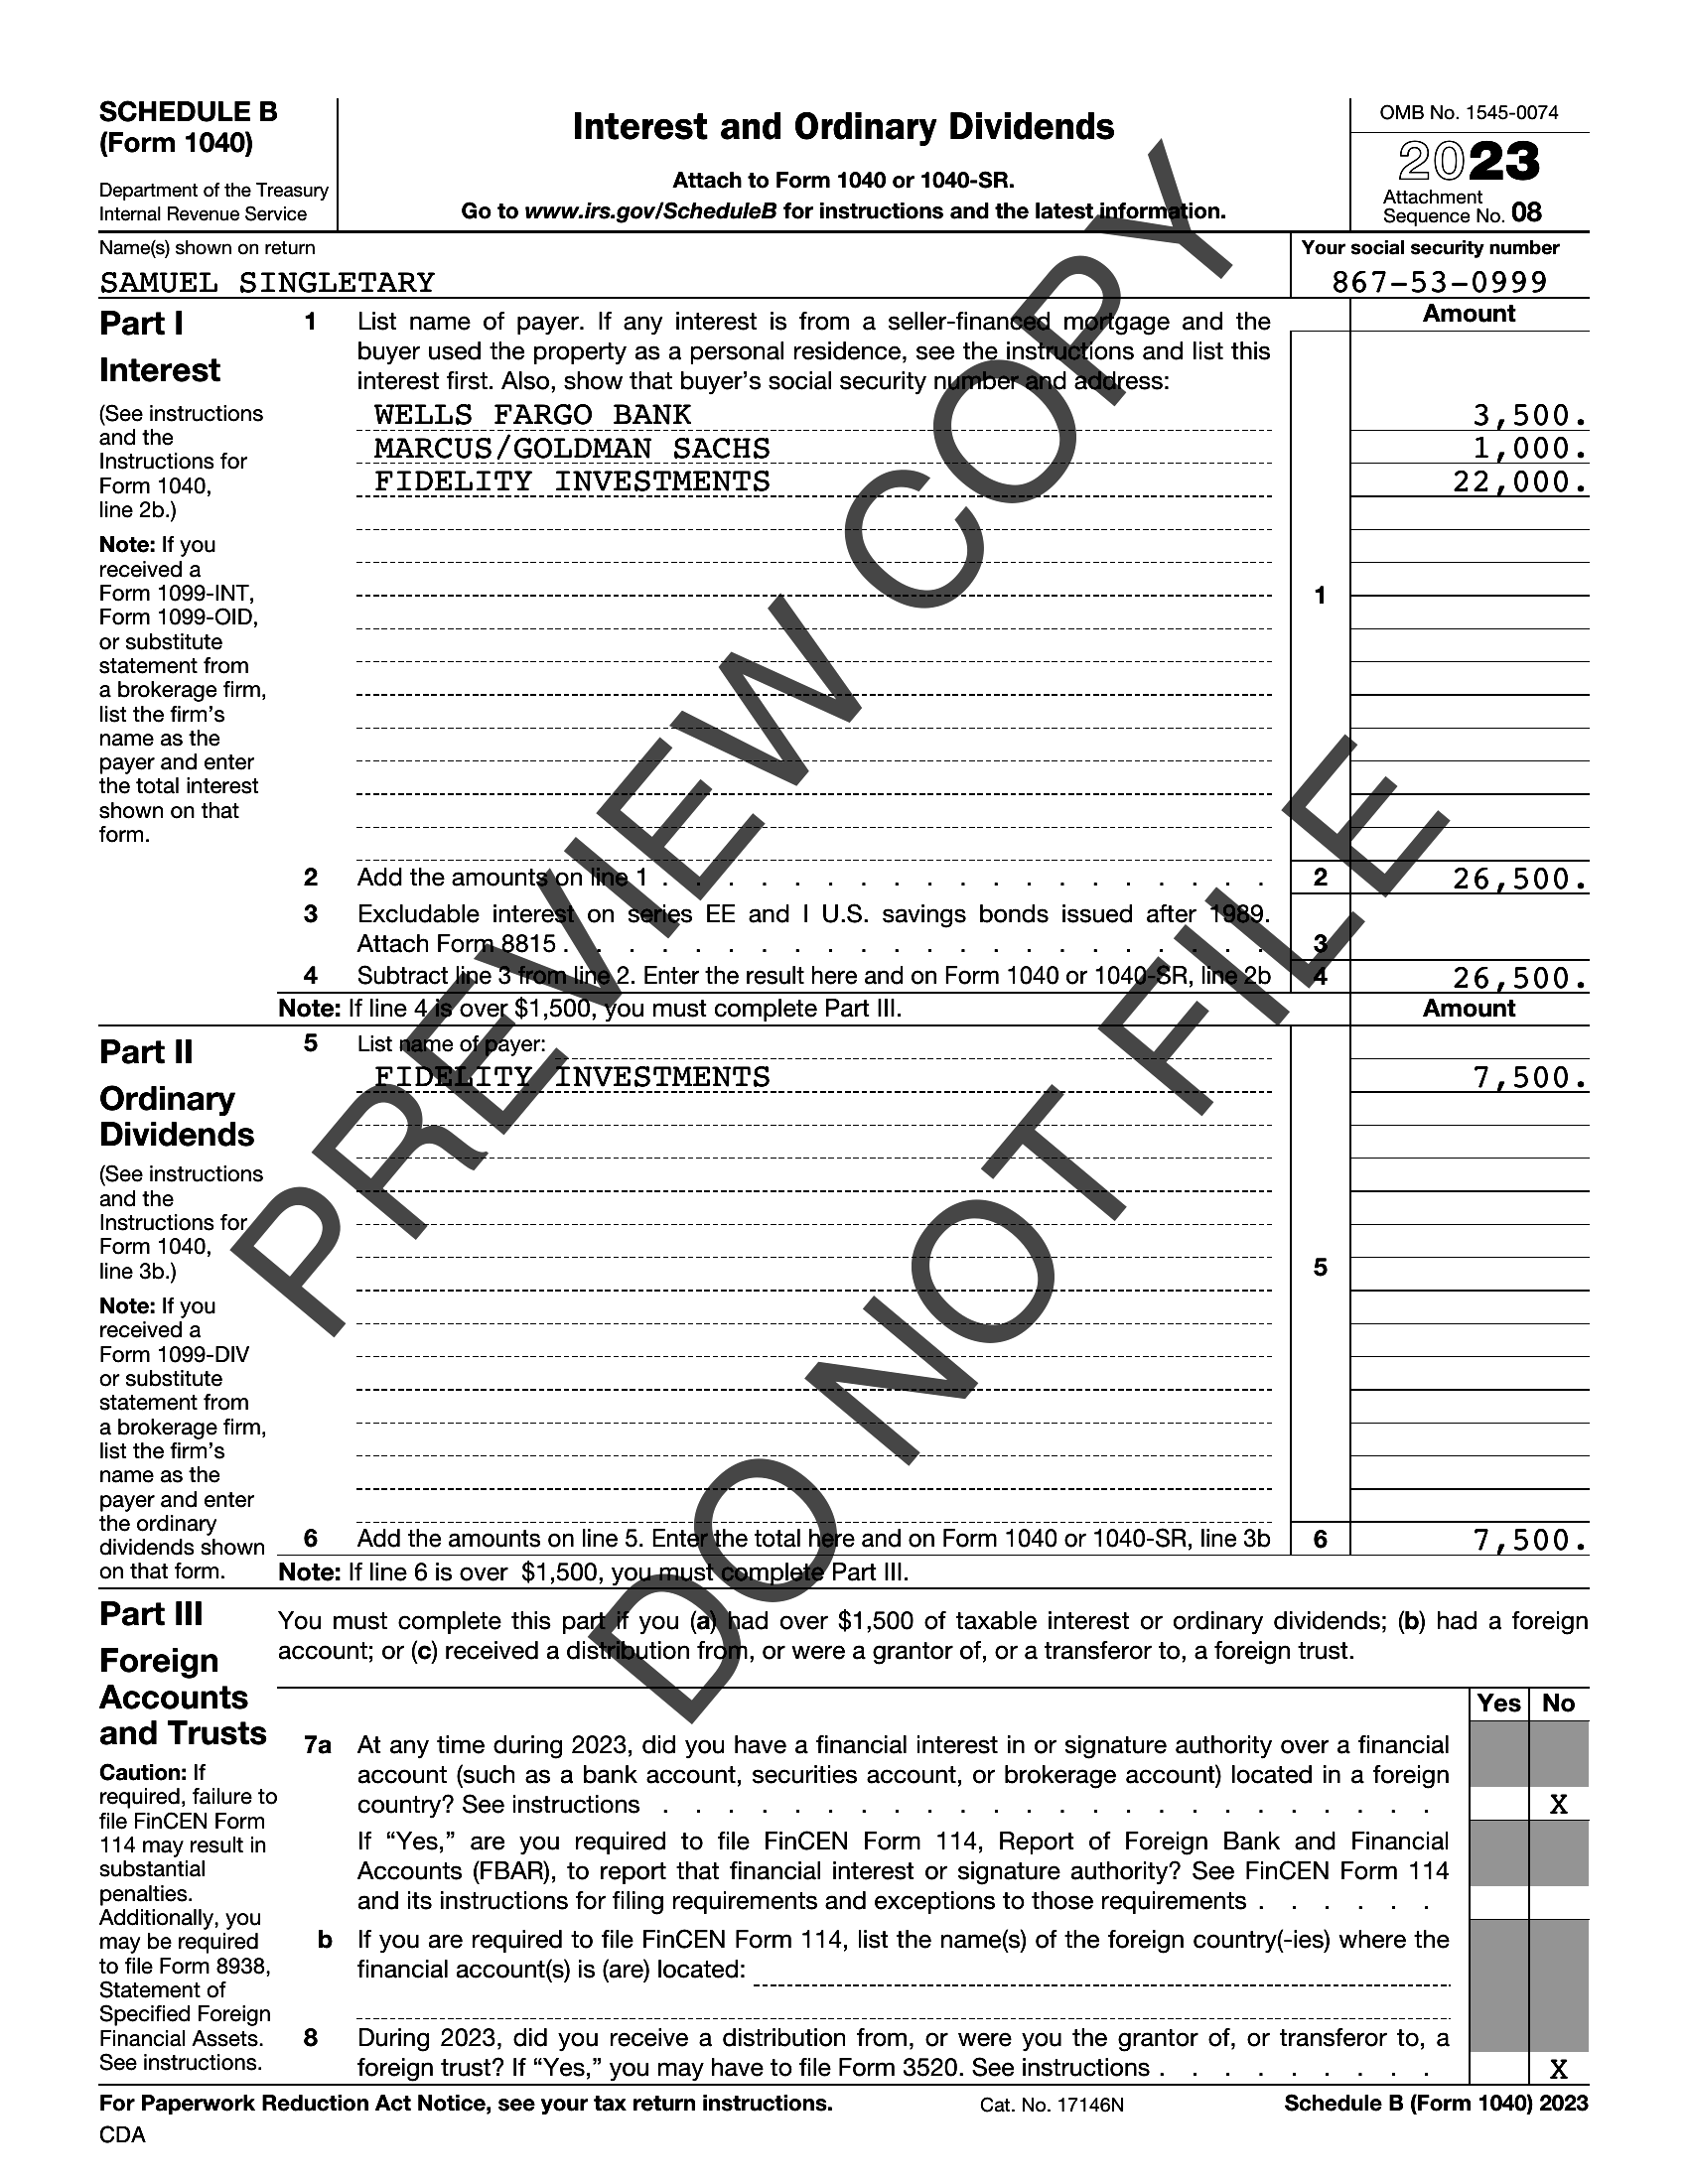 SCHEDULE B
(Form 1040)
Department of the Treasury
Internal Revenue Service
Interest and Ordinary Dividends
Attach to Form 1040 or 1040-SR.
Go to www.irs.gov/ScheduleB for instructions and the latest information.
OMB No. 1545-0074
2023
Attachment
Sequence No. 08
Name(s) shown on return
SAMUEL SINGLETARY
Your social security number
867-53-0999
Part I
Interest
(See instructions
and the
Instructions for
Form 1040,
line 2b.)
Note: If you
received a
Form 1099-INT,
Form 1099-OID,
or substitute
statement from
a brokerage firm,
list the firm's
name as the
payer and enter
the total interest
shown on that
form.
1 List name of payer. If any interest is from a seller-financed mortgage and the
buyer used the property as a personal residence, see the instructions and list this
interest first. Also, show that buyer's social security number and address:
Amount
WELLS FARGO BANK 3,500.
MARCUS/GOLDMAN SACHS 1,000.
FIDELITY INVESTMENTS 22,000.
1
2 Add the amounts on line 1 . . . . . . . . . . . . . . . . . . . 2 26,500.
3 Excludable interest on series EE and I U.S. savings bonds issued after 1989.
Attach Form 8815 . . . . . . . . . . . . . . . . . . . . . . 3
4 Subtract line 3 from line 2. Enter the result here and on Form 1040 or 1040-SR, line 2b 4 26,500.
Note: If line 4 is over $1,500, you must complete Part III.
Amount
Part II
Ordinary
Dividends
(See instructions
and the
Instructions for
Form 1040,
line 3b.)
Note: If you
received a
Form 1099-DIV
or substitute
statement from
a brokerage firm,
list the firm's
name as the
payer and enter
the ordinary
dividends shown
on that form.
5 List name of payer:
FIDELITY INVESTMENTS 7,500.
5
6 Add the amounts on line 5. Enter the total here and on Form 1040 or 1040-SR, line 3b 6 7,500.
Note: If line 6 is over $1,500, you must complete Part III.
Part III
Foreign
Accounts
and Trusts
Caution: If
required, failure to
file FinCEN Form
114 may result in
substantial
penalties.
Additionally, you
may be required
to file Form 8938,
Statement of
Specified Foreign
Financial Assets.
See instructions.
You must complete this part if you (a) had over $1,500 of taxable interest or ordinary dividends; (b) had a foreign
account; or (c) received a distribution from, or were a grantor of, or a transferor to, a foreign trust.
Yes No
7a At any time during 2023, did you have a financial interest in or signature authority over a financial
account (such as a bank account, securities account, or brokerage account) located in a foreign
country? See instructions . . . . . . . . . . . . . . . . . . . . . . . . X
If "Yes," are you required to file FinCEN Form 114, Report of Foreign Bank and Financial
Accounts (FBAR), to report that financial interest or signature authority? See FinCEN Form 114
and its instructions for filing requirements and exceptions to those requirements . . . . . .
b If you are required to file FinCEN Form 114, list the name(s) of the foreign country(-ies) where the
financial account(s) is (are) located:
8 During 2023, did you receive a distribution from, or were you the grantor of, or transferor to, a
foreign trust? If "Yes," you may have to file Form 3520. See instructions . . . . . . . . . X
For Paperwork Reduction Act Notice, see your tax return instructions.
Cat. No. 17146N
Schedule B (Form 1040) 2023
CDA
PREVIEW COPY
DO NOT FILE